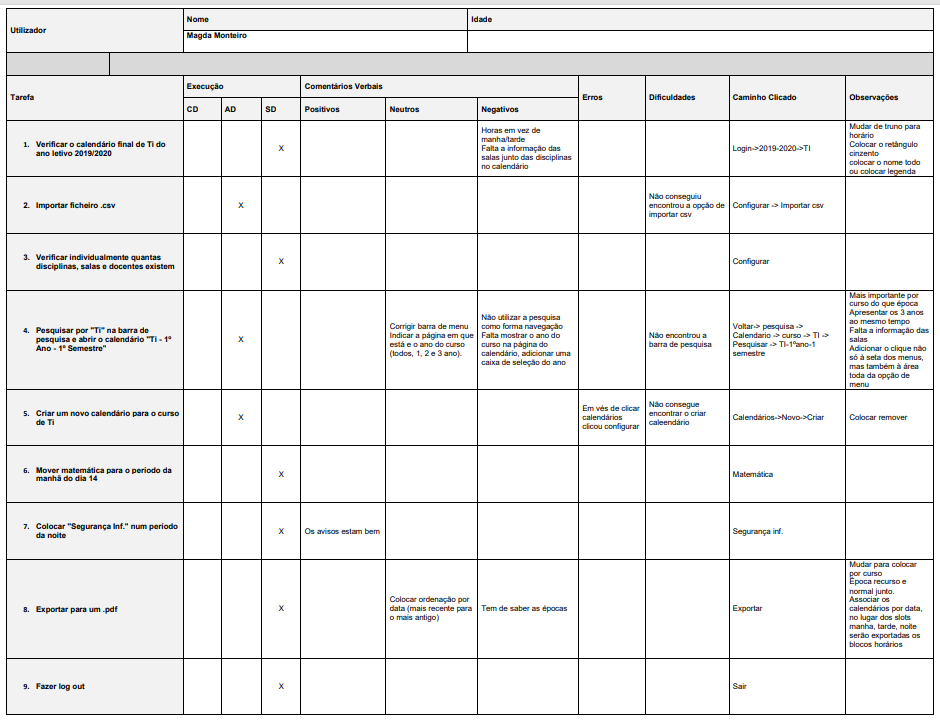 Utilizador
Nome
Idade
Magda Monteiro
Tarefa
Execução
Comentários Verbais
Erros
Dificuldades
Caminho Clicado
Observações
CD
AD
SD
Positivos
Neutros
Negativos
1. Verificar o calendário final de Ti do
ano letivo 2019/2020
X
Horas em vez de
manha/tarde
Falta a informação das
salas junto das disciplinas
no calendário
Login->2019-2020->TI
Mudar de truno para
horário
Colocar o retângulo
cinzento
colocar o nome todo
ou colocar legenda
2. Importar ficheiro .csv
X
Não conseguiu
encontrou a opção de
importar csv
Configurar -> Importar csv
3. Verificar individualmente quantas
disciplinas, salas e docentes existem
X
Configurar
4. Pesquisar por "Ti" na barra de
pesquisa e abrir o calendário "Ti - 1º
Ano - 1º Semestre"
X
Corrigir barra de menu
Indicar a página em que
está e o ano do curso
(todos, 1, 2 e 3 ano).
Não utilizar a pesquisa
como forma navegação
Falta mostrar o ano do
curso na página do
calendário, adicionar uma
caixa de seleção do ano
Não encontrou a
barra de pesquisa
Voltar-> pesquisa ->
Calendario -> curso -> TI ->
Pesquisar -> TI-1ºano-1
semestre
Mais importante por
curso do que época
Apresentar os 3 anos
ao mesmo tempo
Falta a informação das
salas
Adicionar o clique não
só à seta dos menus,
mas também à área
toda da opção de
menu
5. Criar um novo calendário para o curso
de Ti
X
Em vés de clicar
calendários
clicou configurar
Não consegue
encontrar o criar
caleendário
Calendários->Novo->Criar
Colocar remover
6. Mover matemática para o período da
manhã do dia 14
X
Matemática
7. Colocar "Segurança Inf." num período
da noite
X
Os avisos estam bem
Segurança inf.
8. Exportar para um .pdf
X
Colocar ordenação por
data (mais recente para
o mais antigo)
Tem de saber as épocas
Exportar
Mudar para colocar
por curso
Época recurso e
normal junto.
Associar os
calendários por data,
no lugar dos slots
manha, tarde, noite
serão exportadas os
blocos horários
9. Fazer log out
X
Sair